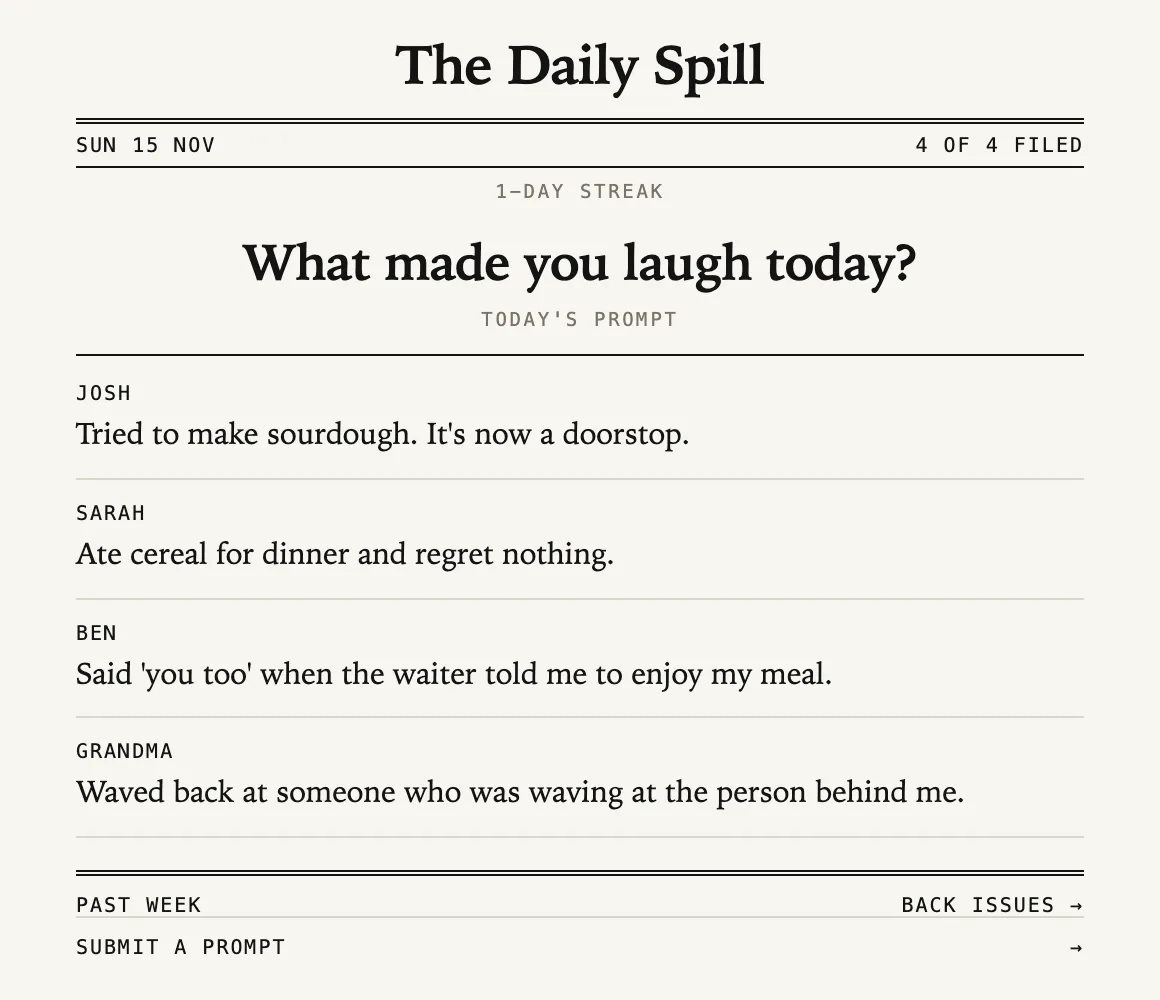 The Daily Spill
SUN 15 NOV 4 OF 4 FILED
1-DAY STREAK
What made you laugh today?
TODAY'S PROMPT
JOSH
Tried to make sourdough. It's now a doorstop.
SARAH
Ate cereal for dinner and regret nothing.
BEN
Said 'you too' when the waiter told me to enjoy my meal.
GRANDMA
Waved back at someone who was waving at the person behind me.
PAST WEEK BACK ISSUES →
SUBMIT A PROMPT →